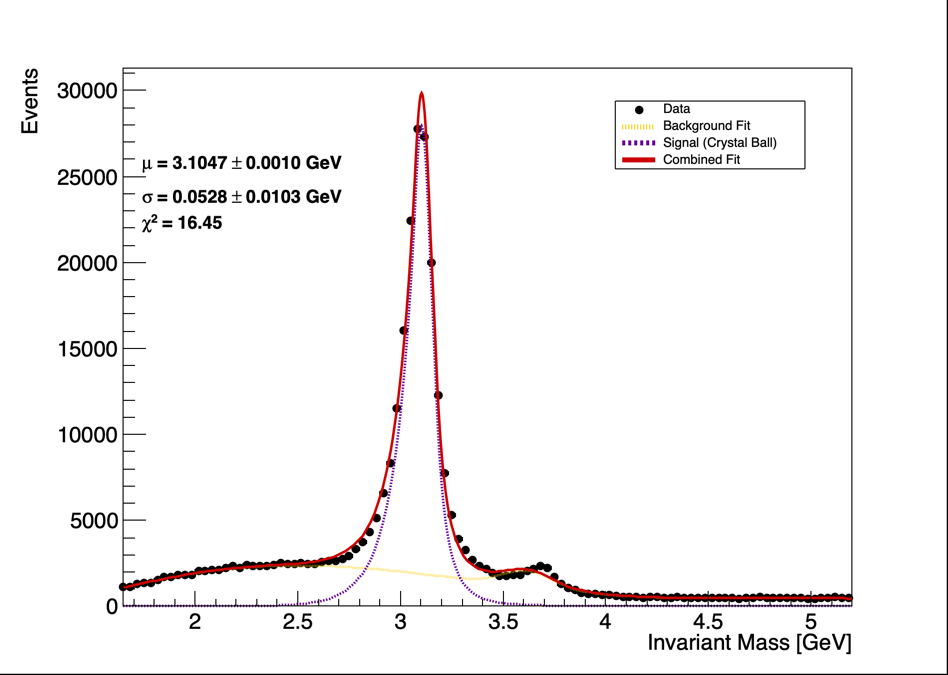 Events
30000
25000
20000
15000
10000
5000
0
μ = 3.1047 ± 0.0010 GeV
σ = 0.0528 ± 0.0103 GeV
χ² = 16.45
Data
Background Fit
Signal (Crystal Ball)
Combined Fit
2 2.5 3 3.5 4 4.5 5
Invariant Mass [GeV]